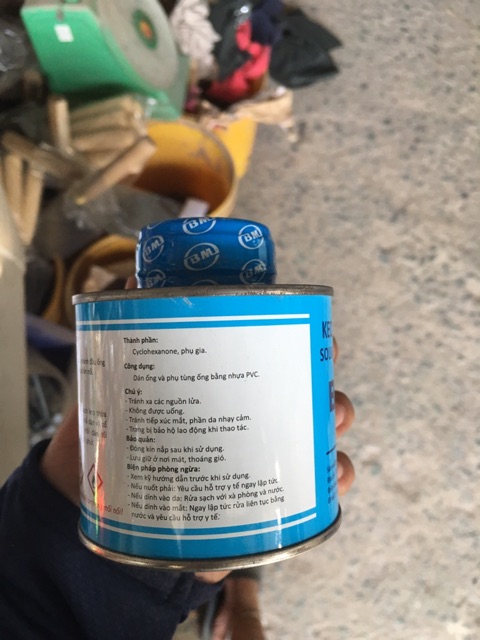 BM
BM
BM
BM
Thành phần:
Cyclohexanone, phụ gia.
Công dụng:
Dán ống và phụ tùng ống bằng nhựa PVC.
Chú ý:
- Tránh xa các nguồn lửa.
- Không được uống.
- Tránh tiếp xúc mắt, phần da nhạy cảm.
- Trang bị bảo hộ lao động khi thao tác.
Bảo quản:
- Đóng kín nắp sau khi sử dụng.
- Lưu giữ ở nơi mát, thoáng gió.
Biện pháp phòng ngừa:
- Xem kỹ hướng dẫn trước khi sử dụng.
- Nếu nuốt phải: Yêu cầu hỗ trợ y tế ngay lập tức.
- Nếu dính vào da: Rửa sạch với xà phòng và nước.
- Nếu dính vào mắt: Ngay lập tức rửa liên tục bằng
nước và yêu cầu hỗ trợ y tế.